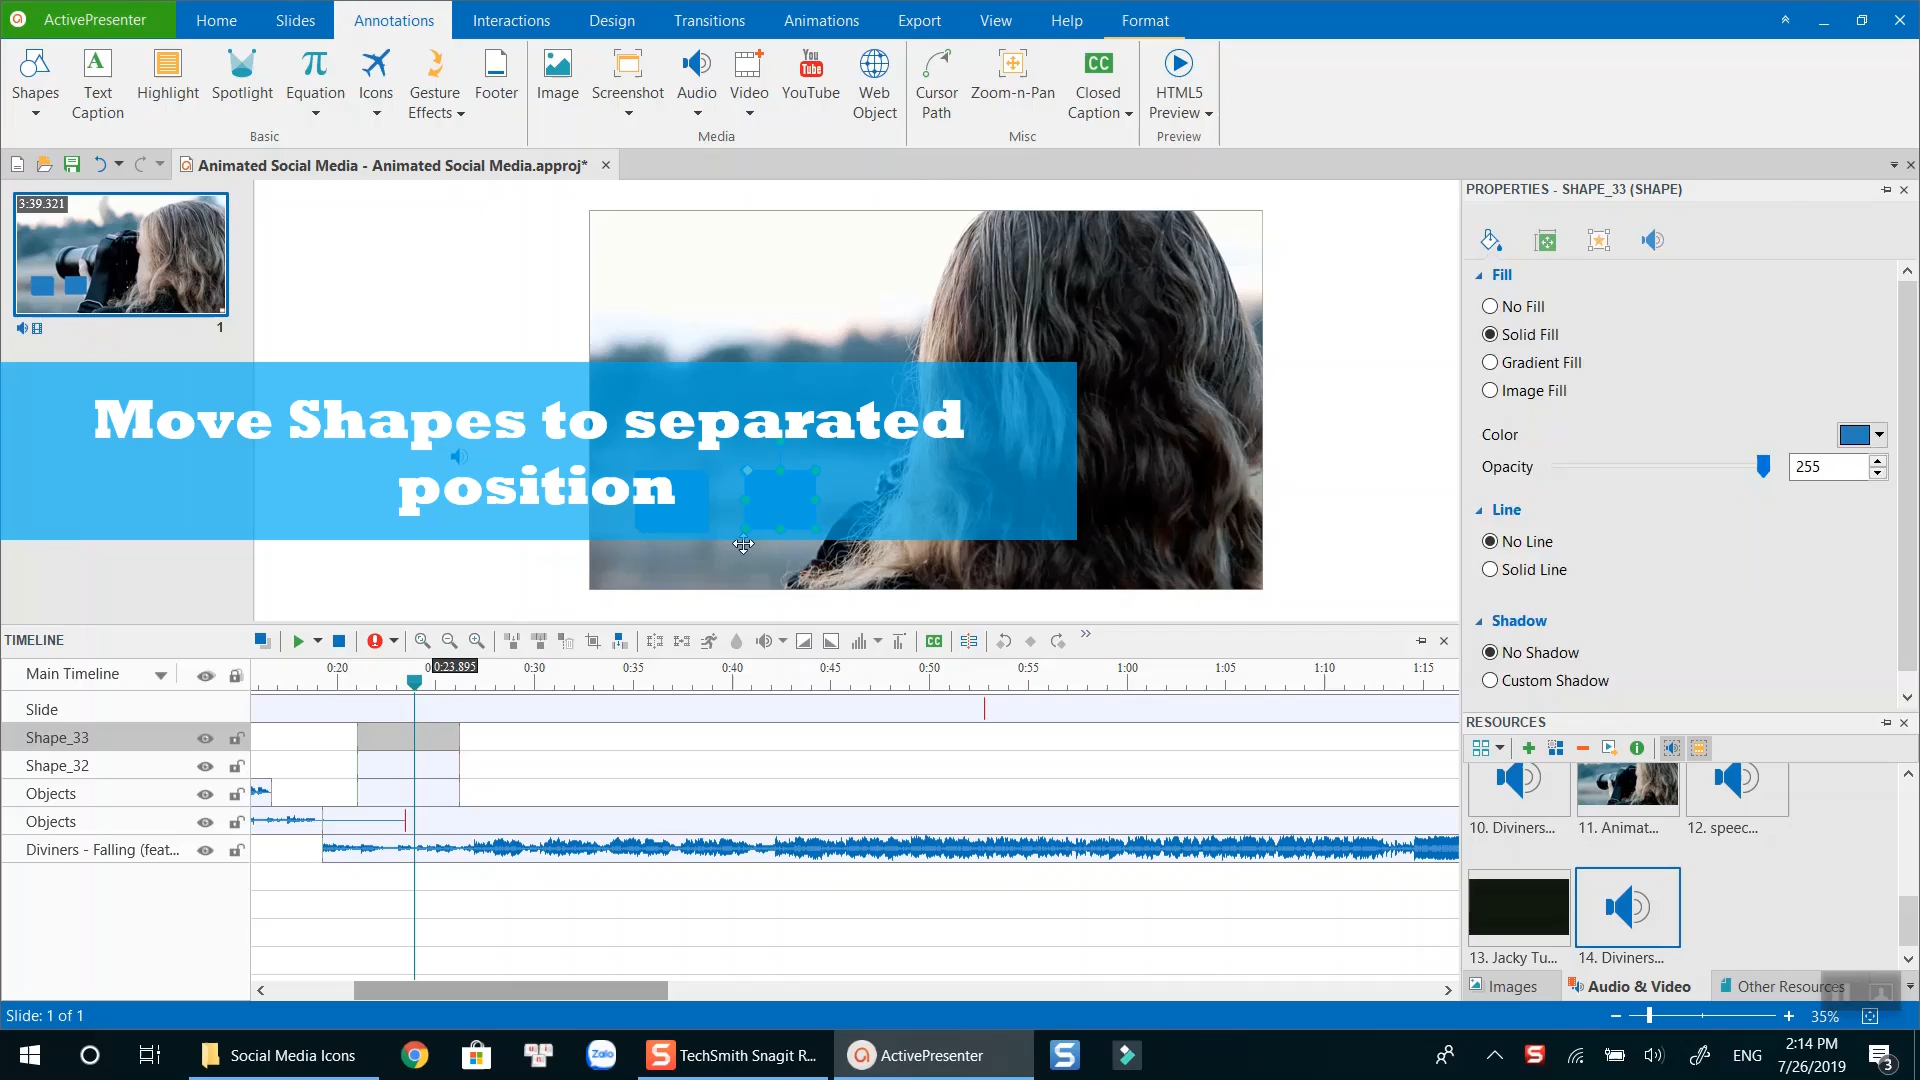 ActivePresenter
Home
Slides
Annotations
Interactions
Design
Transitions
Animations
Export
View
Help
Format
Shapes
Text
Caption
Highlight
Spotlight
Equation
Icons
Gesture
Effects
Footer
Image
Screenshot
Audio
Video
You
Tube
YouTube
Web
Object
Cursor
Path
Zoom-n-Pan
CC
Closed
Caption
HTML5
Preview
Basic
Media
Misc
Preview
Animated Social Media - Animated Social Media.approj*
3:39.321
1
Move Shapes to separated
position
PROPERTIES - SHAPE_33 (SHAPE)
Fill
No Fill
Solid Fill
Gradient Fill
Image Fill
Color
Opacity
255
Line
No Line
Solid Line
Shadow
No Shadow
Custom Shadow
TIMELINE
CC
Main Timeline
0:20
0:23.895
0:30
0:35
0:40
0:45
0:50
0:55
1:00
1:05
1:10
1:15
Slide
Shape_33
Shape_32
Objects
Objects
Diviners - Falling (feat...
RESOURCES
10. Diviners...
11. Animat...
12. speec...
13. Jacky Tu...
14. Diviners...
Images
Audio & Video
Other Resources
Slide: 1 of 1
35%
Social Media Icons
Zalo
TechSmith Snagit R...
ActivePresenter
ENG
2:14 PM
7/26/2019
3